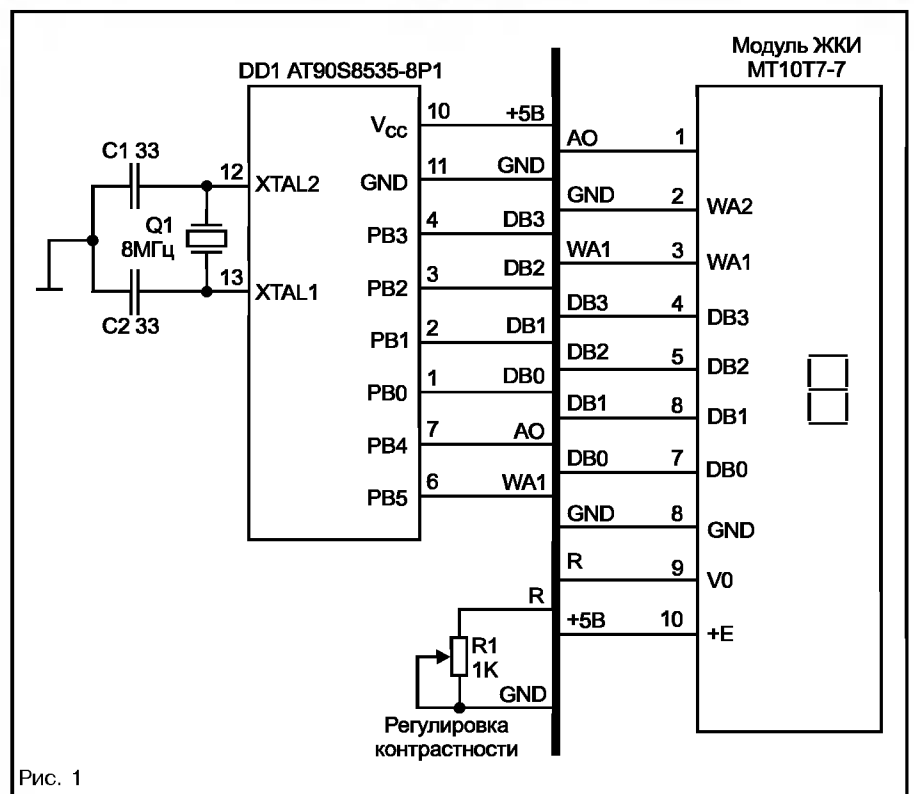 Модуль ЖКИ
МТ10Т7-7
DD1 AT90S8535-8P1
VCC 10 +5В
GND 11 GND
PB3 4 DB3
PB2 3 DB2
PB1 2 DB1
PB0 1 DB0
PB4 7 AO
PB5 6 WA1
C1 33
12 XTAL2
Q1
8МГц
13 XTAL1
C2 33
AO 1
GND 2 WA2
WA1 3 WA1
DB3 4 DB3
DB2 5 DB2
DB1 8 DB1
DB0 7 DB0
GND 8 GND
R 9 V0
+5В 10 +E
R
R1
1K
GND
Регулировка
контрастности
Рис. 1